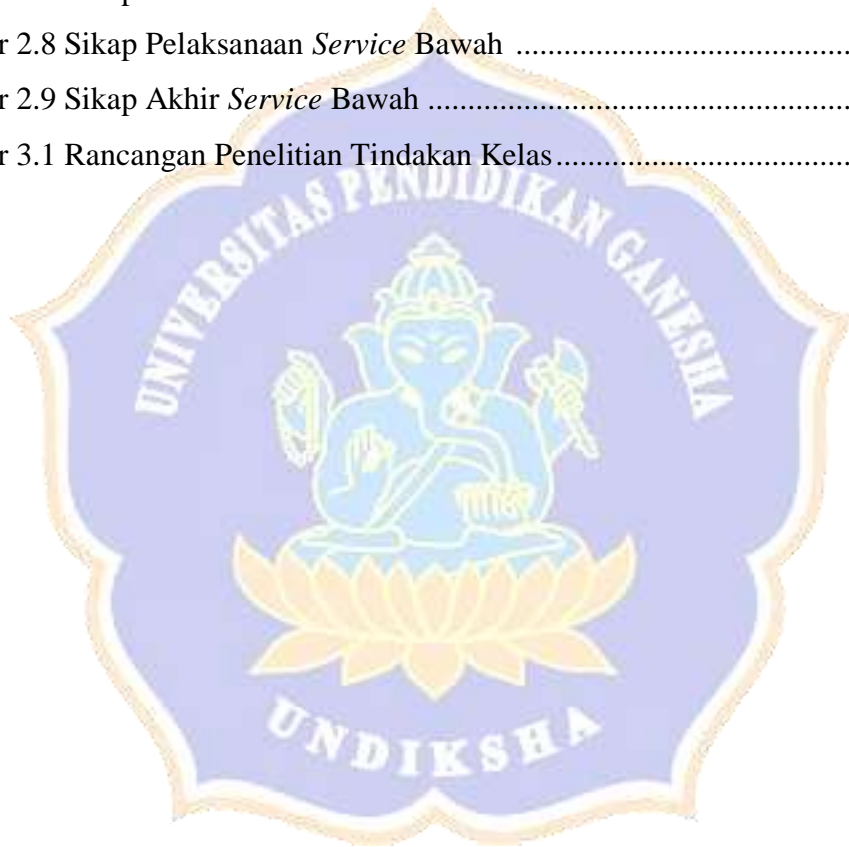 r 2.8 Sikap Pelaksanaan Service Bawah ........................................
r 2.9 Sikap Akhir Service Bawah ...................................................
r 3.1 Rancangan Penelitian Tindakan Kelas....................................
UNIVERSITAS PENDIDIKAN GANESHA
UNDIKSHA